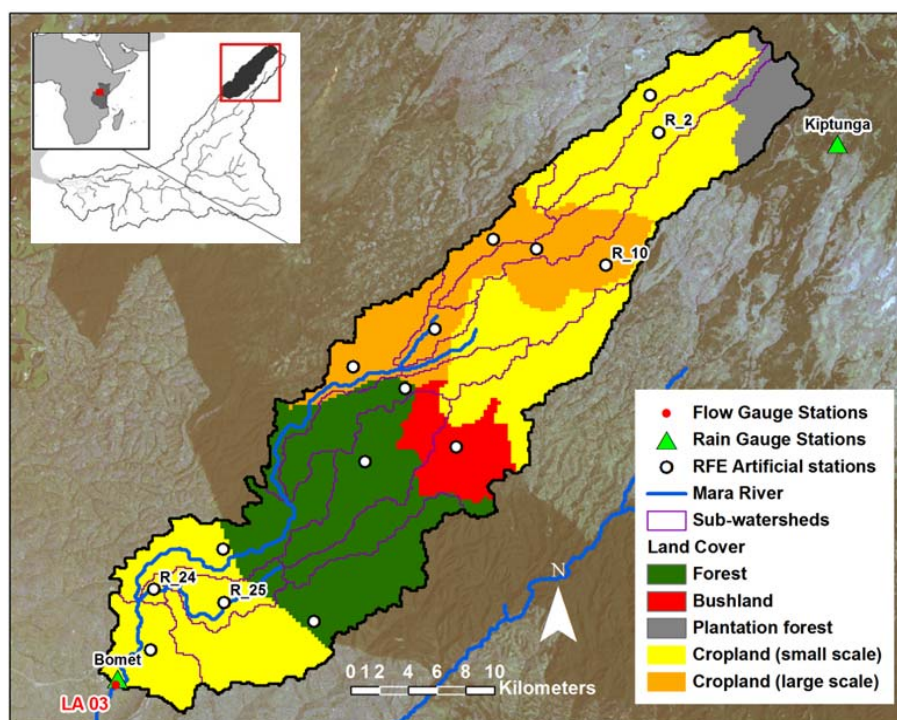 R_2
Kiptunga
R_10
R_24
R_25
Bomet
LA 03
N
0 1 2 4 6 8 10
Kilometers
Flow Gauge Stations
Rain Gauge Stations
RFE Artificial stations
Mara River
Sub-watersheds
Land Cover
Forest
Bushland
Plantation forest
Cropland (small scale)
Cropland (large scale)